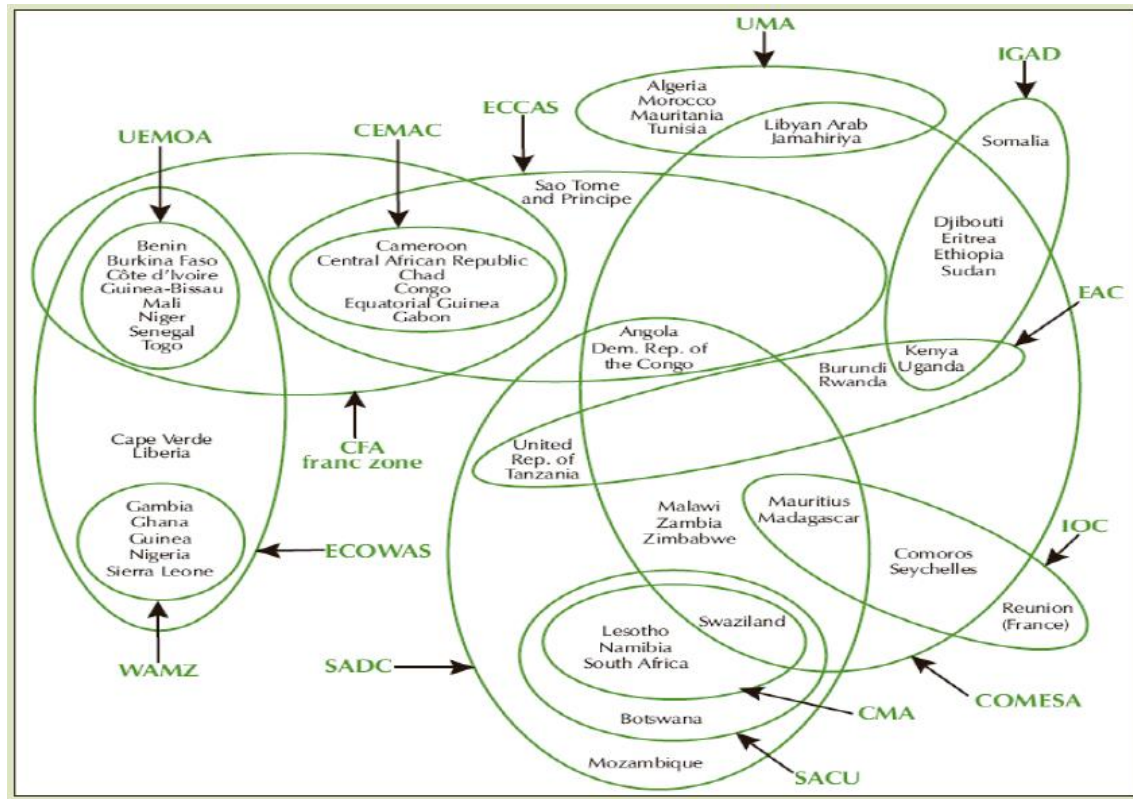 UMA
IGAD
Algeria
Morocco
Mauritania
Tunisia
Libyan Arab
Jamahiriya
Somalia
ECCAS
CEMAC
UEMOA
Sao Tome
and Principe
Djibouti
Eritrea
Ethiopia
Sudan
Benin
Burkina Faso
Côte d'Ivoire
Guinea-Bissau
Mali
Niger
Senegal
Togo
Cameroon
Central African Republic
Chad
Congo
Equatorial Guinea
Gabon
EAC
Angola
Dem. Rep. of
the Congo
Burundi
Rwanda
Kenya
Uganda
Cape Verde
Liberia
CFA
franc zone
United
Rep. of
Tanzania
Gambia
Ghana
Guinea
Nigeria
Sierra Leone
ECOWAS
Malawi
Zambia
Zimbabwe
Mauritius
Madagascar
IOC
Comoros
Seychelles
Reunion
(France)
WAMZ
SADC
Lesotho
Namibia
South Africa
Swaziland
CMA
COMESA
Botswana
Mozambique
SACU